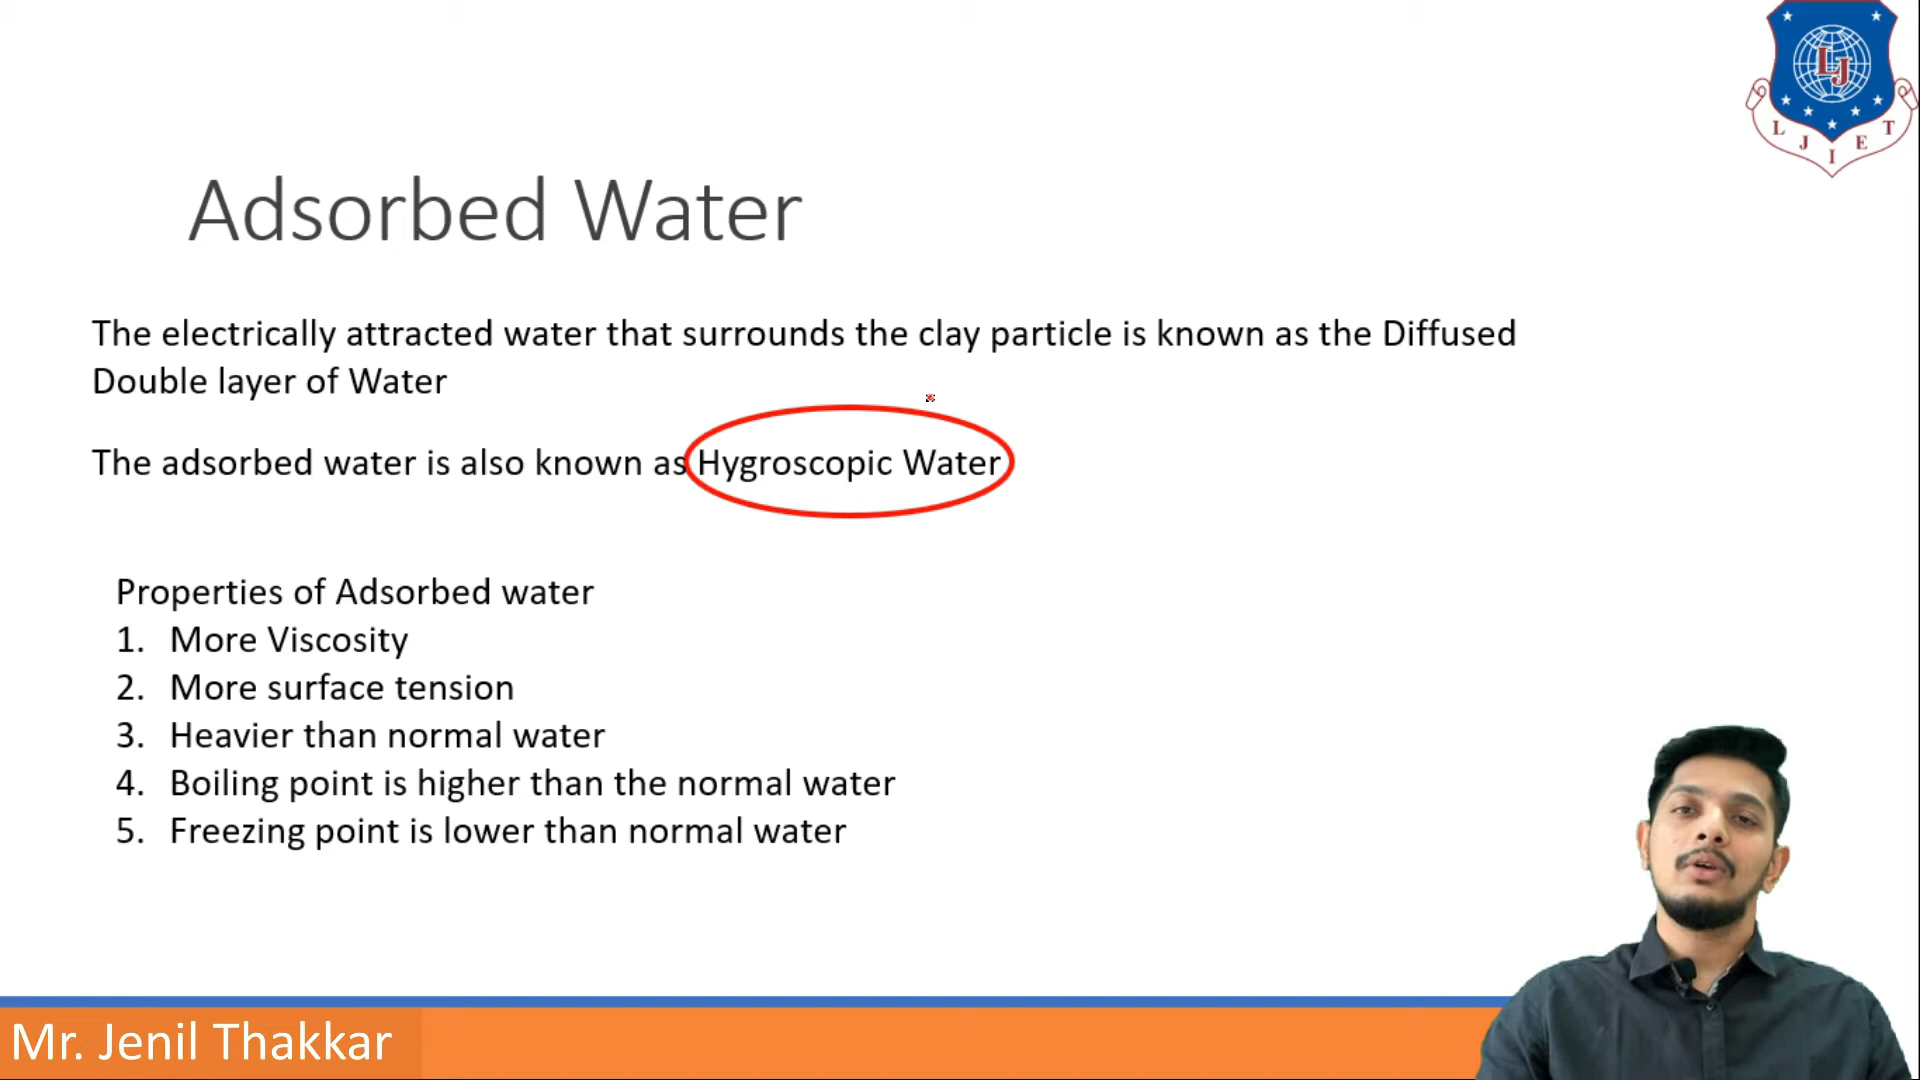 LJ
L J I E T
Adsorbed Water
The electrically attracted water that surrounds the clay particle is known as the Diffused
Double layer of Water
The adsorbed water is also known as Hygroscopic Water
Properties of Adsorbed water
1. More Viscosity
2. More surface tension
3. Heavier than normal water
4. Boiling point is higher than the normal water
5. Freezing point is lower than normal water
Mr. Jenil Thakkar